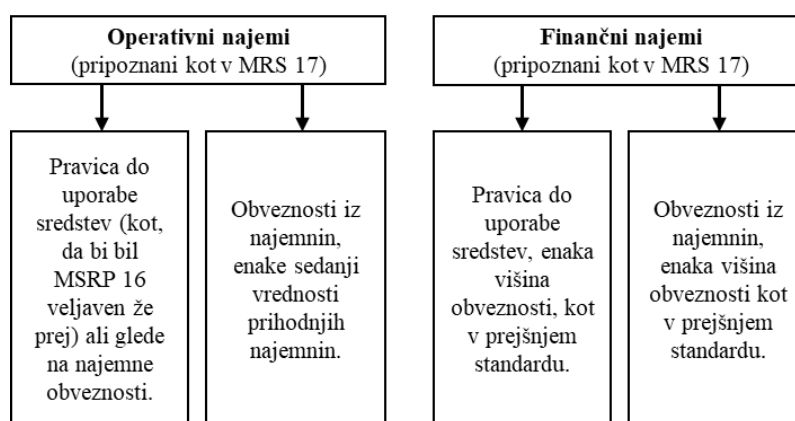 Operativni najemi
(pripoznani kot v MRS 17)
Finančni najemi
(pripoznani kot v MRS 17)
Pravica do
uporabe
sredstev (kot,
da bi bil
MSRP 16
veljaven že
prej) ali glede
na najemne
obveznosti.
Obveznosti iz
najemnin,
enake sedanji
vrednosti
prihodnjih
najemnin.
Pravica do
uporabe
sredstev, enaka
višina
obveznosti, kot
v prejšnjem
standardu.
Obveznosti iz
najemnin,
enaka višina
obveznosti kot
v prejšnjem
standardu.